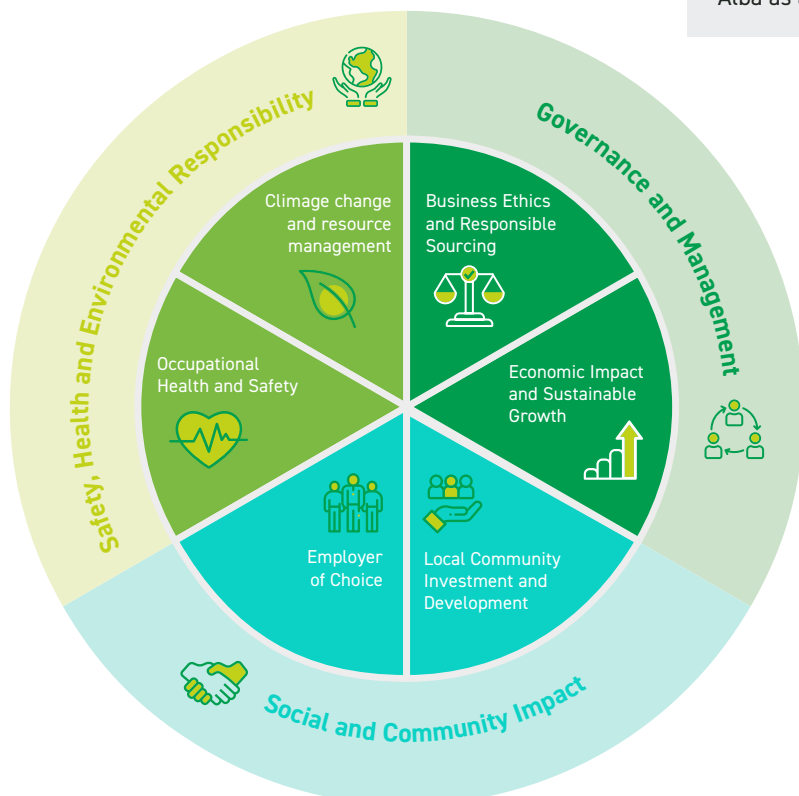 Alba as
Safety, Health and Environmental Responsibility
Governance and Management
Climage change
and resource
management
Business Ethics
and Responsible
Sourcing
Occupational
Health and Safety
Economic Impact
and Sustainable
Growth
Employer
of Choice
Local Community
Investment and
Development
Social and Community Impact